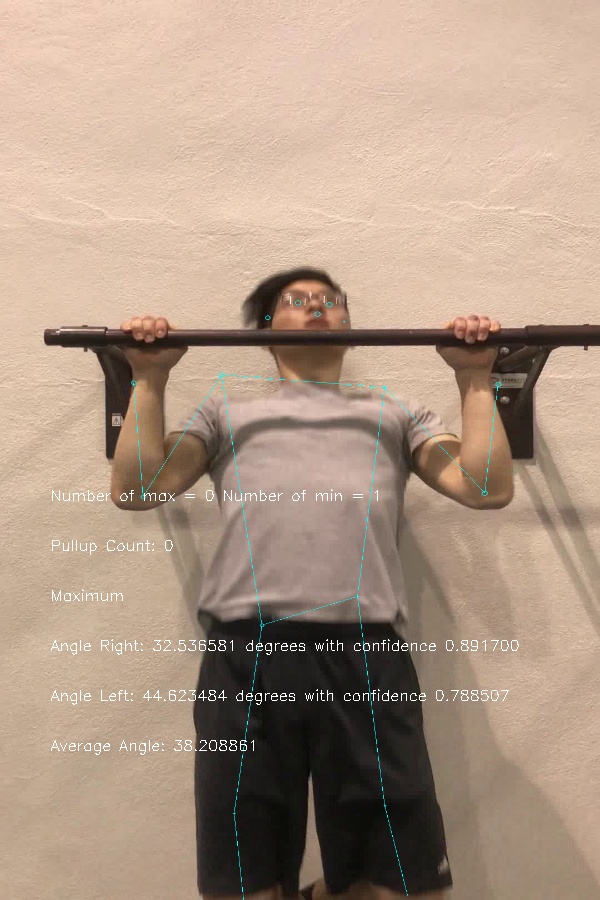 Number of max = 0 Number of min = 1
Pullup Count: 0
Maximum
Angle Right: 32.536581 degrees with confidence 0.891700
Angle Left: 44.623484 degrees with confidence 0.788507
Average Angle: 38.208861